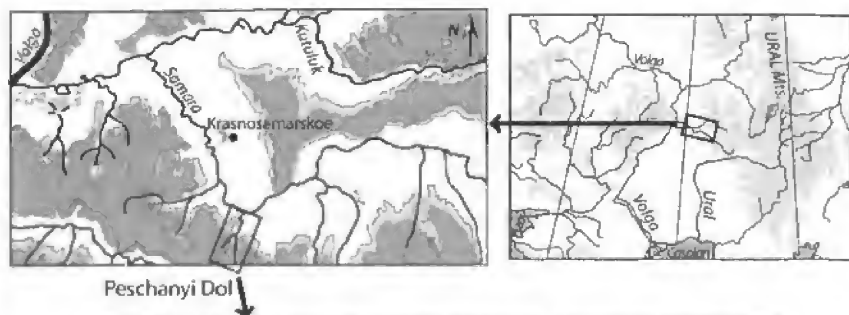 Volga
Kutuluk
N
Samara
Krasnosamarskoe
Peschanyi Dol
Volga
URAL Mts.
Volga
Ural
Caspian